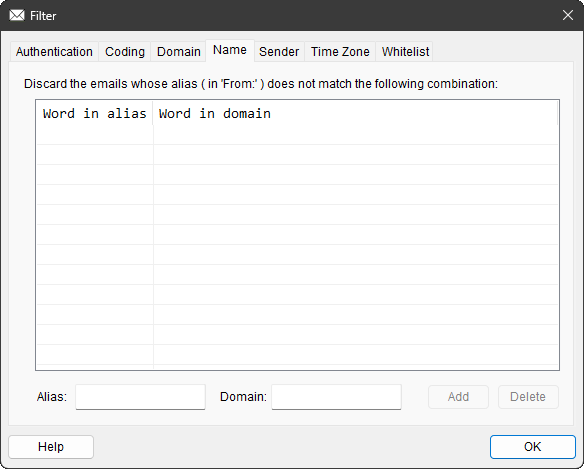 Filter
Authentication Coding Domain Name Sender Time Zone Whitelist
Discard the emails whose alias ( in 'From:' ) does not match the following combination:
Word in alias Word in domain
Alias: Domain: Add Delete
Help OK